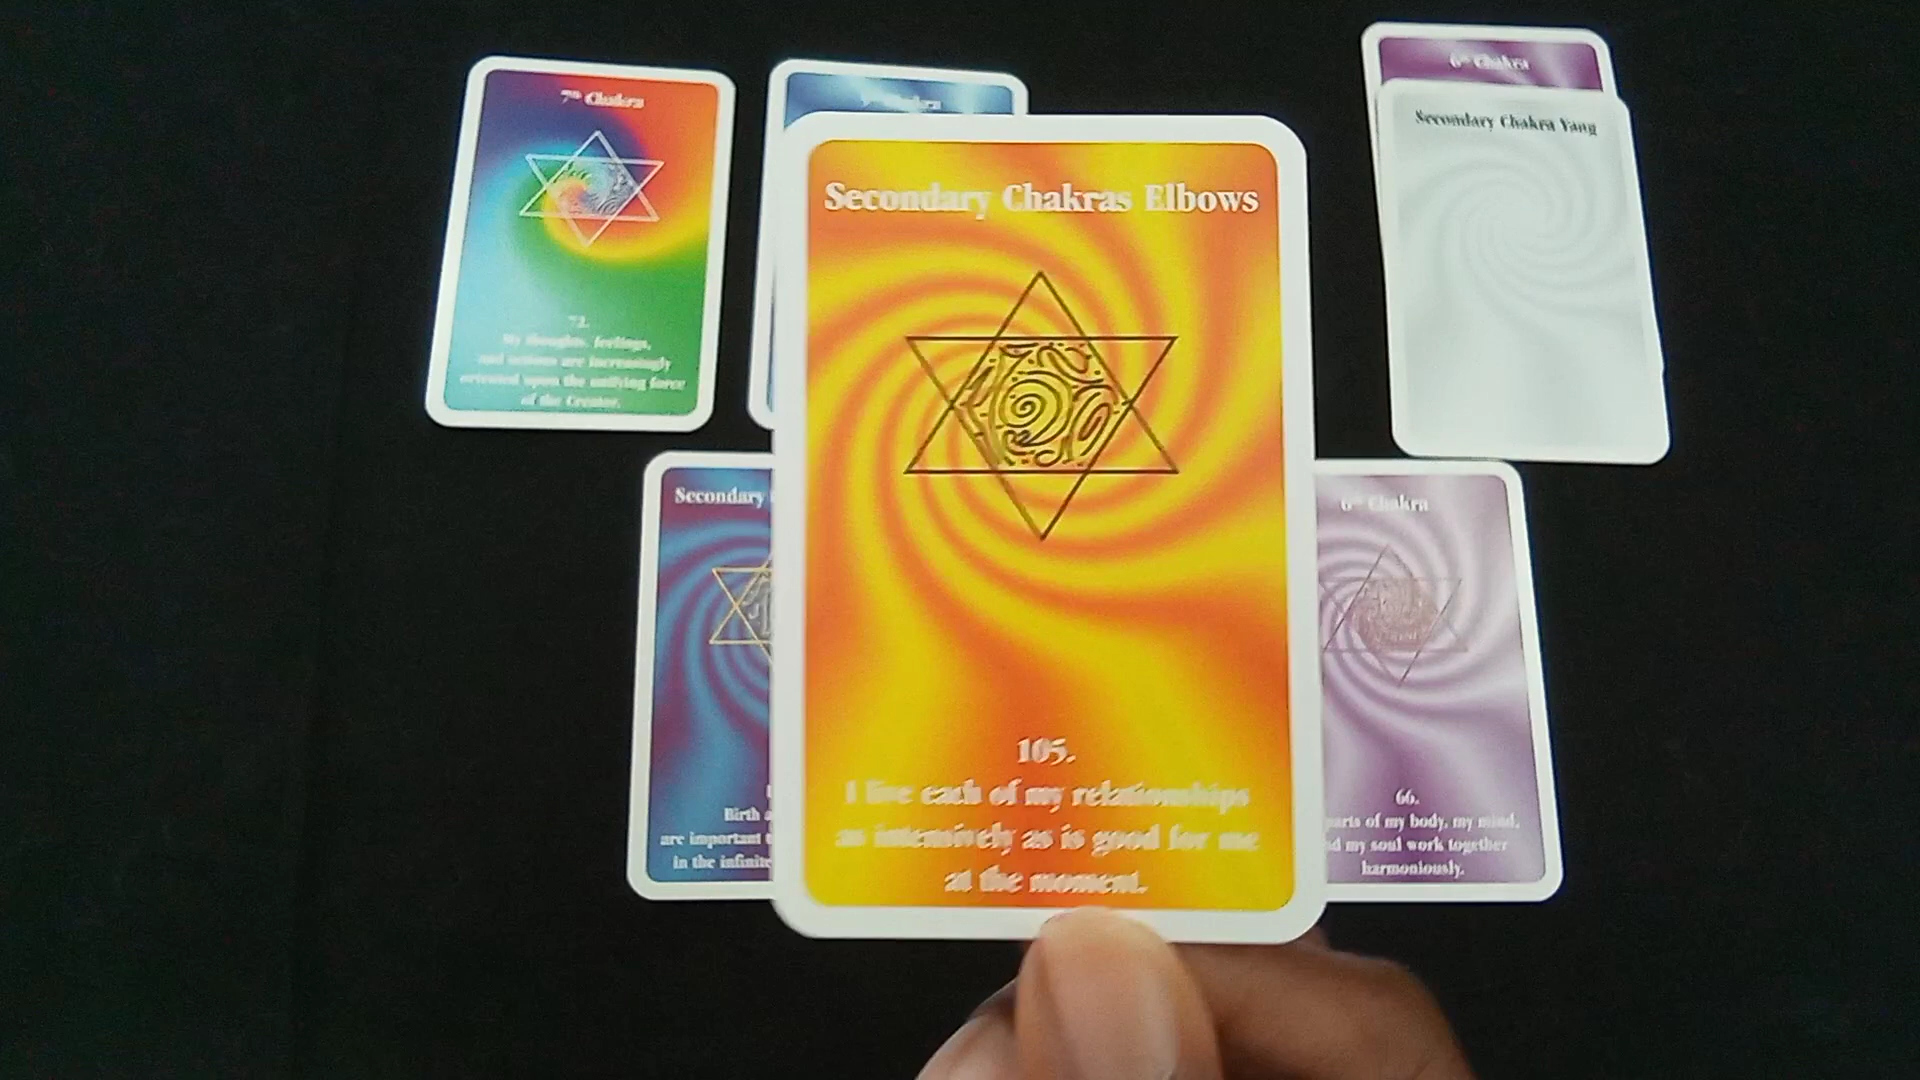 7th Chakra
72.
My thoughts, feelings,
and actions are increasingly
oriented upon the unifying force
of the Creator.
Chakra
6th Chakra
Secondary Chakra Yang
Secondary Chakras Elbows
105.
I live each of my relationships
as intensively as is good for me
at the moment.
Secondary
Birth
are important
in the infinite
6th Chakra
66.
parts of my body, my mind,
my soul work together
harmoniously.